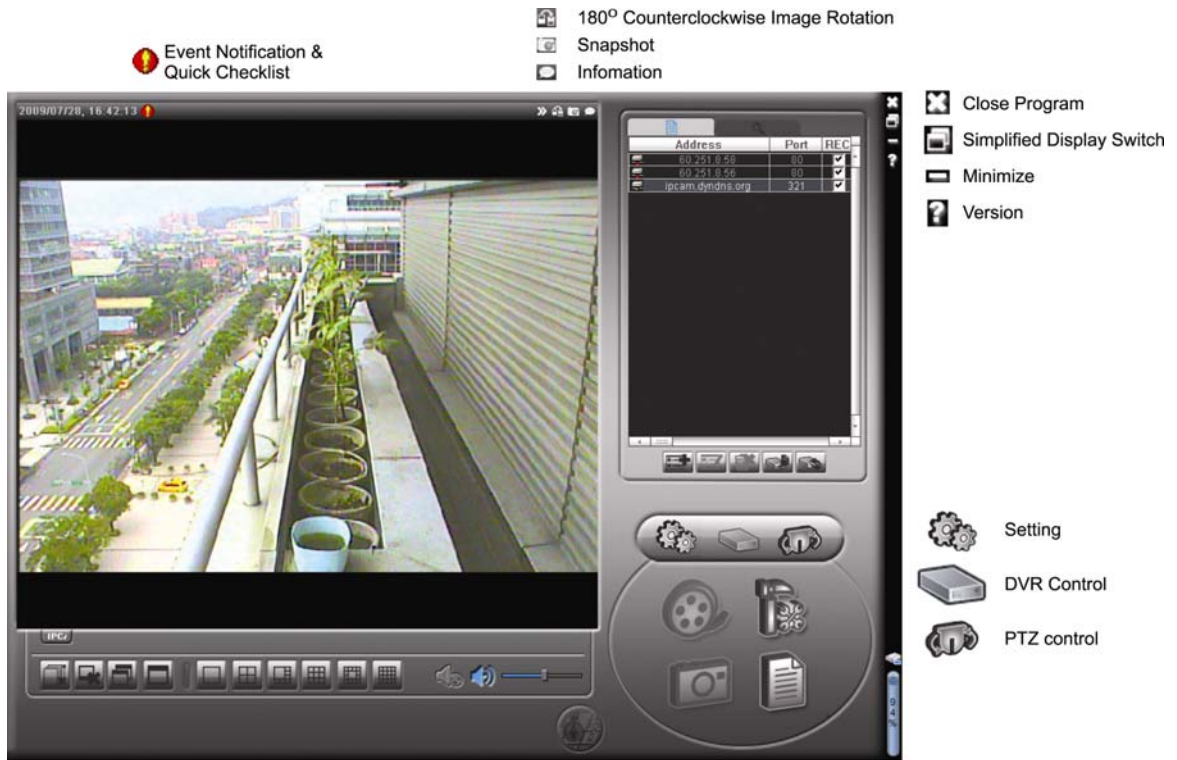 180° Counterclockwise Image Rotation
Snapshot
Infomation
Event Notification &
Quick Checklist
2009/07/28, 16:42:13
Address Port REC
60.251.8.58 80
60.251.8.56 80
ipcam.dyndns.org 321
Close Program
Simplified Display Switch
Minimize
Version
Setting
DVR Control
PTZ control
94%